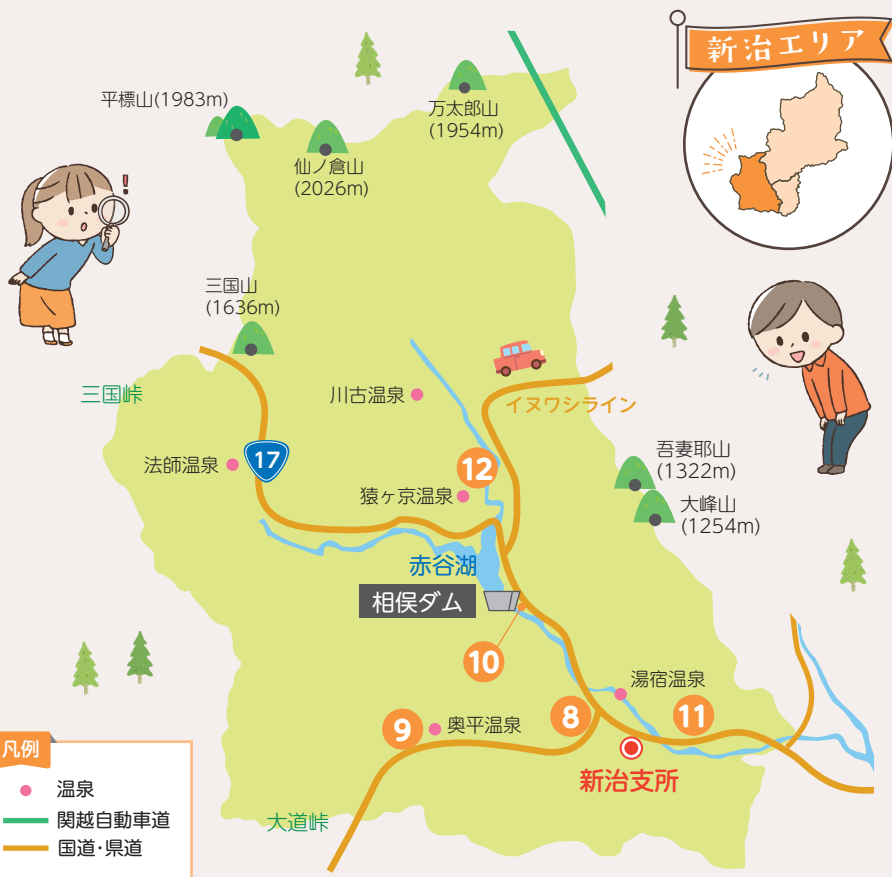 新治エリア
平標山(1983m)
万太郎山
(1954m)
仙ノ倉山
(2026m)
!
三国山
(1636m)
三国峠
川古温泉
イヌワシライン
法師温泉
17
12
猿ヶ京温泉
吾妻耶山
(1322m)
大峰山
(1254m)
赤谷湖
相俣ダム
10
湯宿温泉
9
奥平温泉
8
11
新治支所
大道峠
凡例
温泉
関越自動車道
国道・県道